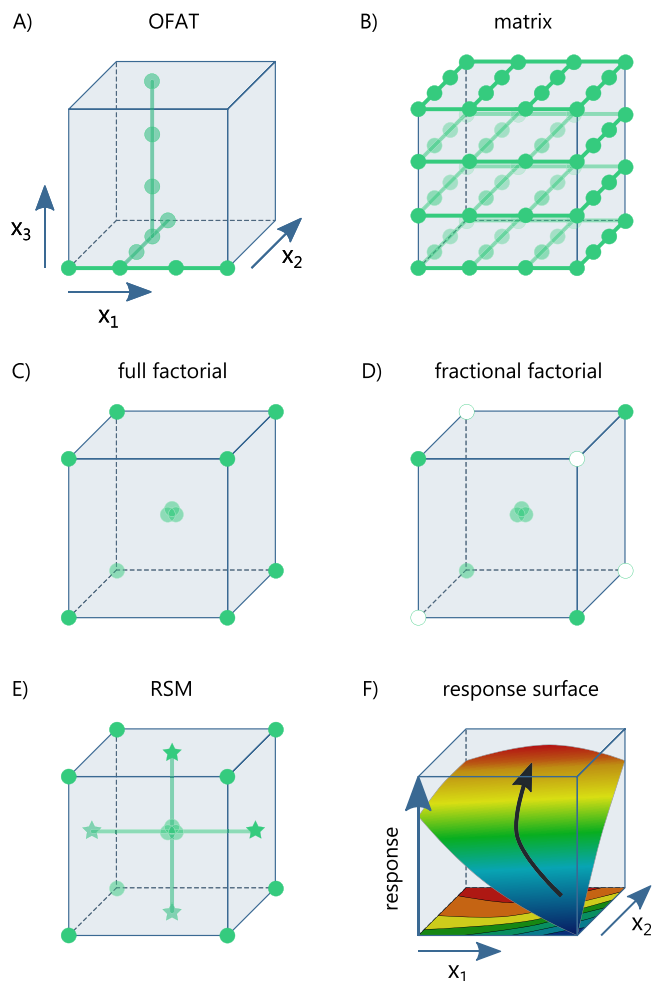 A) OFAT
B) matrix
x3
x2
x1
C) full factorial
D) fractional factorial
E) RSM
F) response surface
response
x2
x1